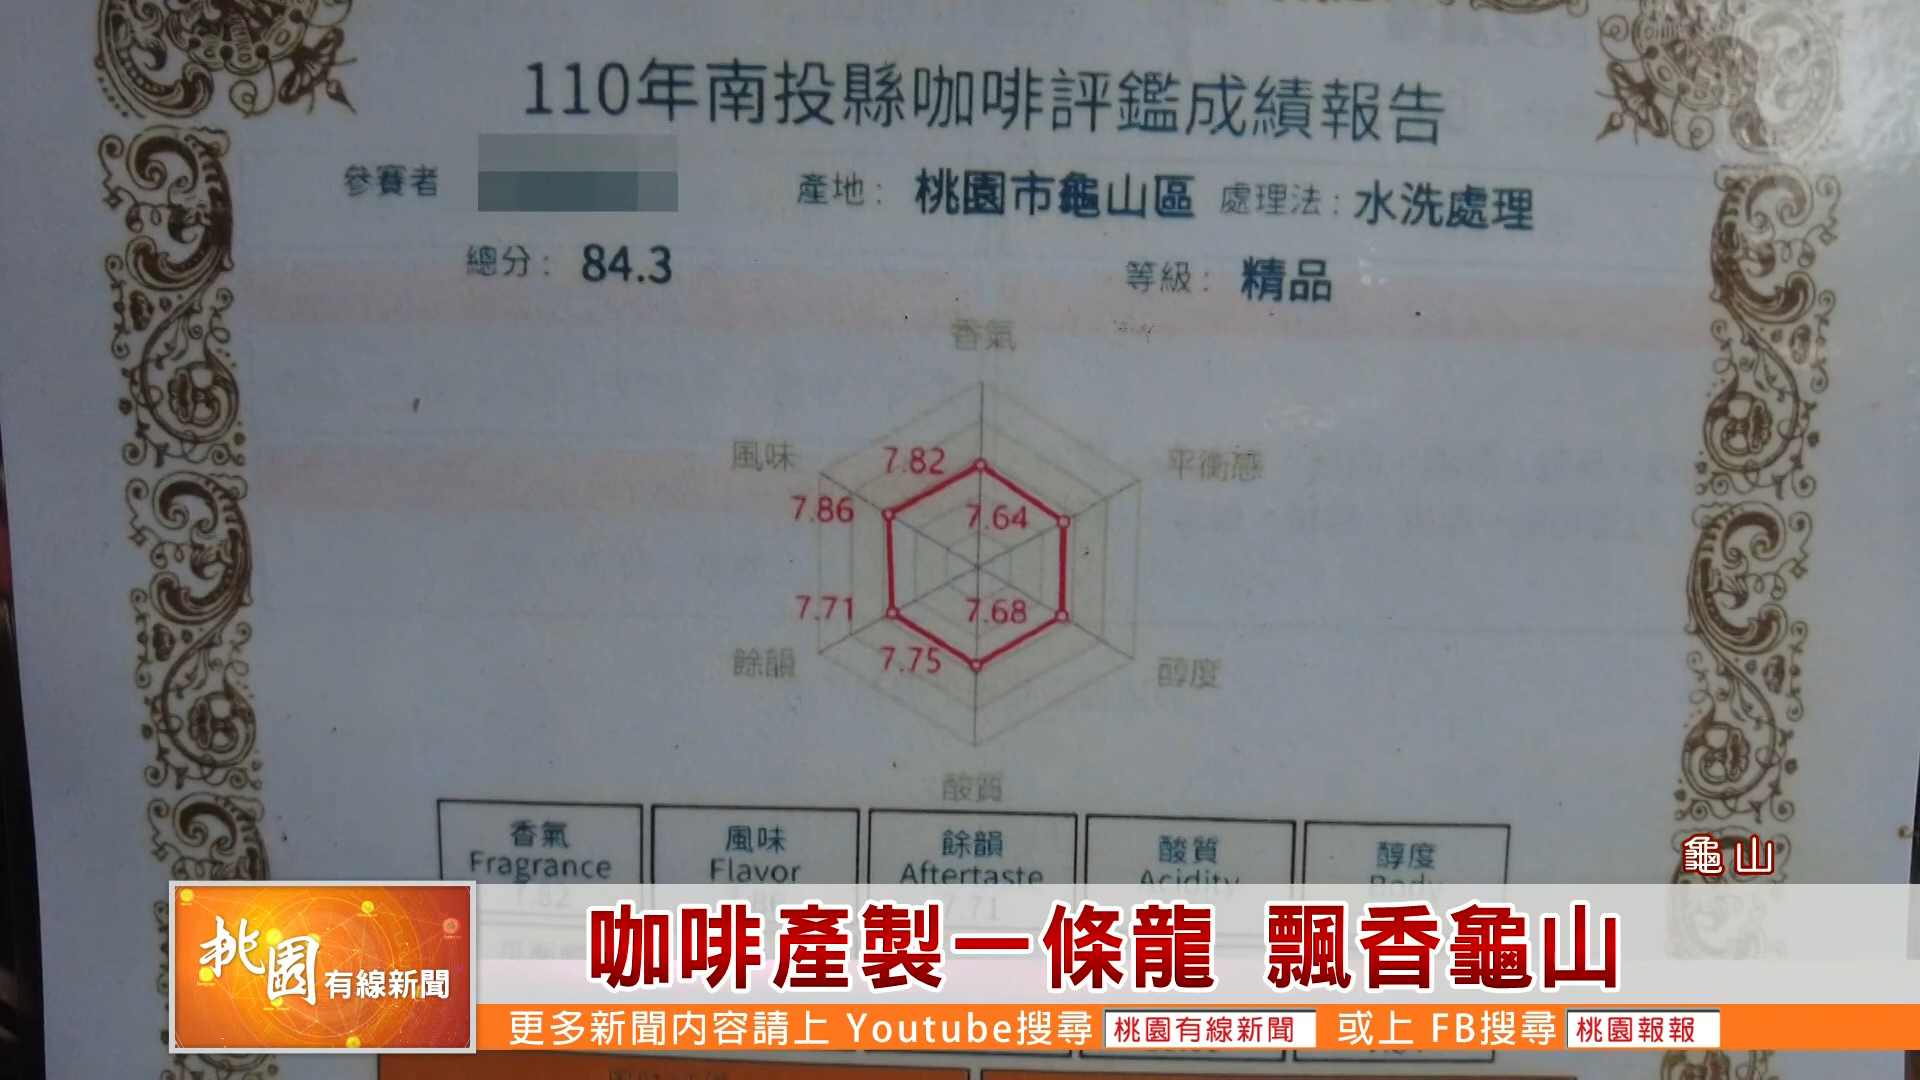 110年南投縣咖啡評鑑成績報告
參賽者
產地: 桃園市龜山區 處理法: 水洗處理
總分: 84.3
等級: 精品
香氣
風味 7.82 平衡感
7.86 7.64
7.71 7.68
餘韻 7.75 醇度
酸質
香氣 風味 餘韻 酸質 醇度
Fragrance Flavor Aftertaste Acidity Body
7.82 7.71
龜山
咖啡產製一條龍 飄香龜山
桃園有線新聞
更多新聞內容請上 Youtube搜尋 桃園有線新聞 或上 FB搜尋 桃園報報